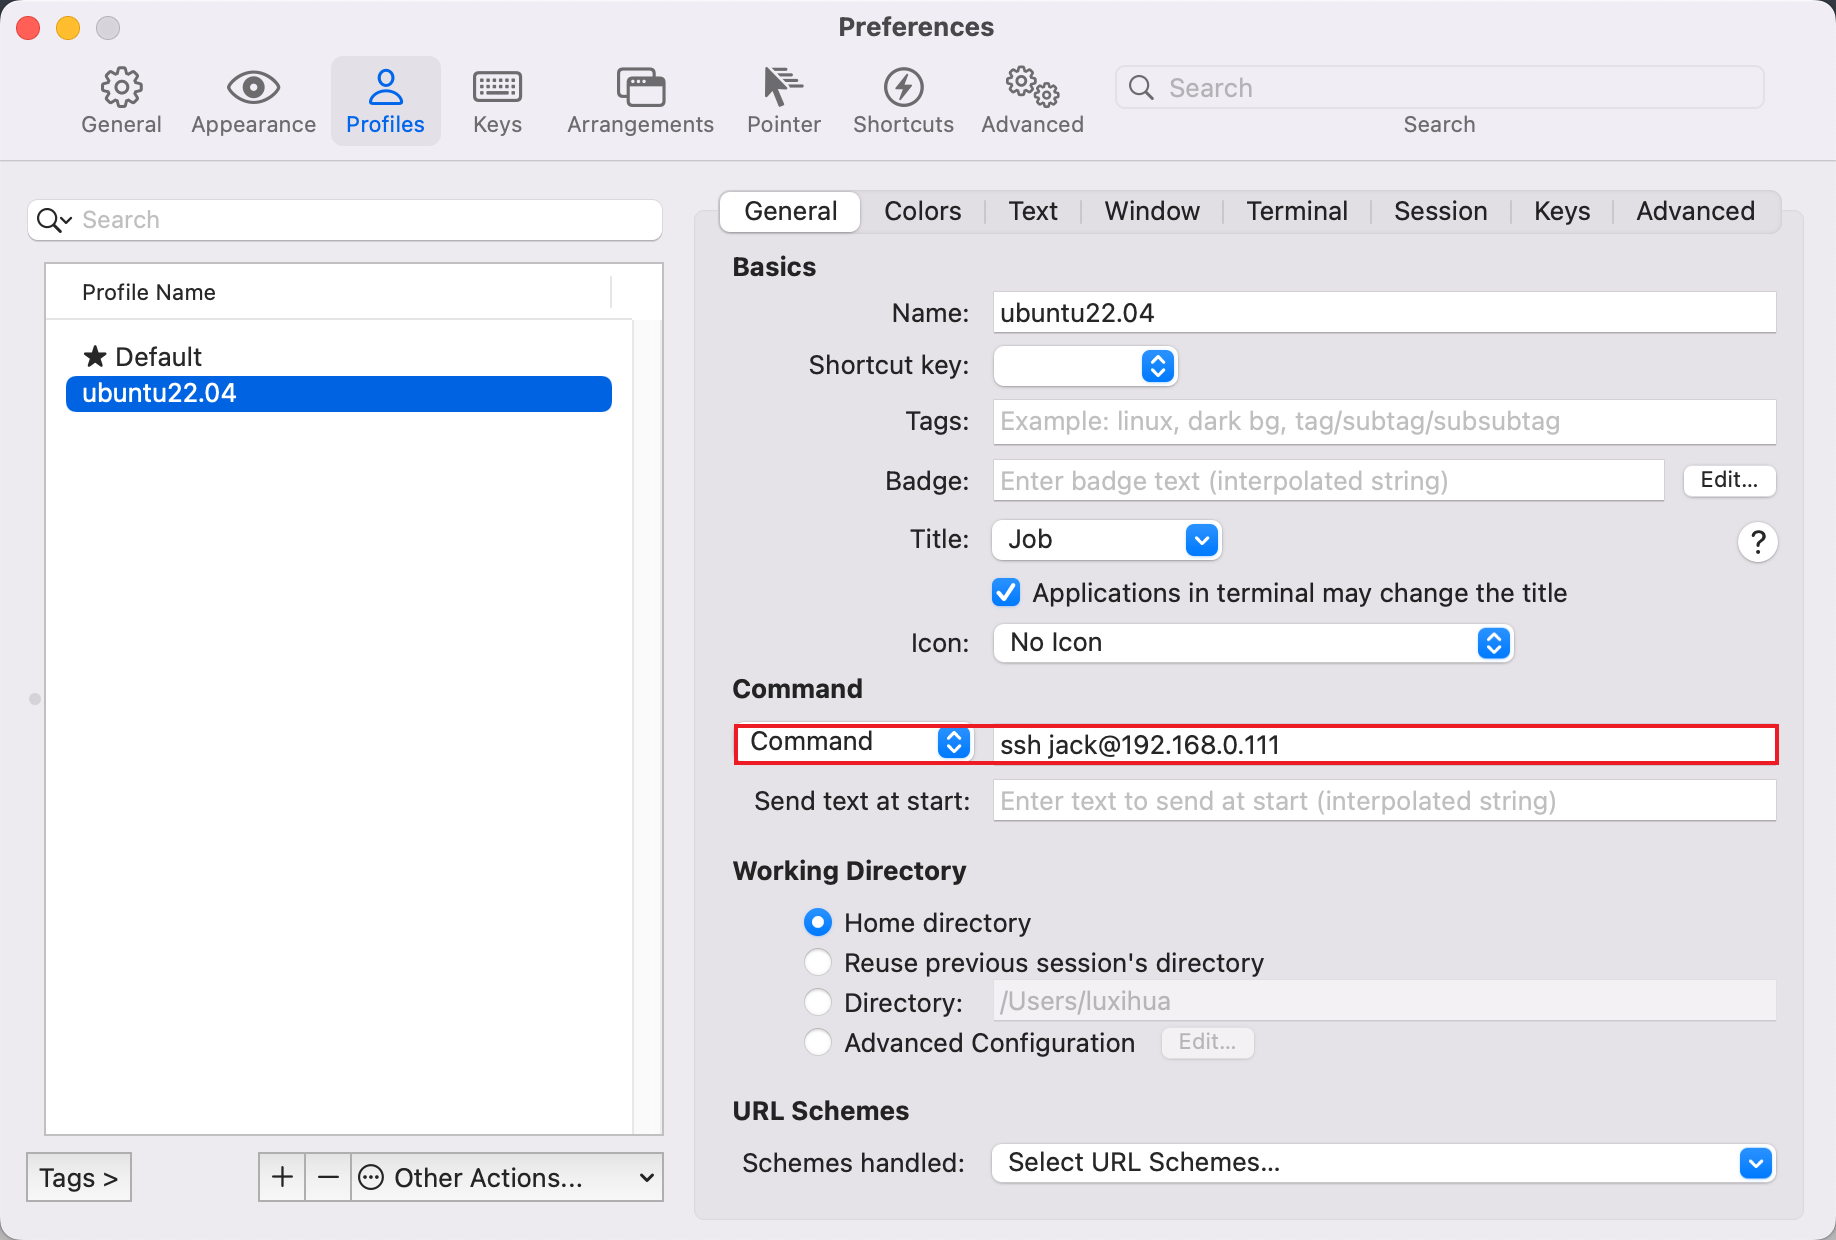 Preferences
General
Appearance
Profiles
Keys
Arrangements
Pointer
Shortcuts
Advanced
Search
Search
Search
Profile Name
★ Default
ubuntu22.04
Tags >
+
−
Other Actions...
General
Colors
Text
Window
Terminal
Session
Keys
Advanced
Basics
Name: ubuntu22.04
Shortcut key:
Tags: Example: linux, dark bg, tag/subtag/subsubtag
Badge: Enter badge text (interpolated string) Edit...
Title: Job ?
Applications in terminal may change the title
Icon: No Icon
Command
Command ssh jack@192.168.0.111
Send text at start: Enter text to send at start (interpolated string)
Working Directory
Home directory
Reuse previous session's directory
Directory: /Users/luxihua
Advanced Configuration Edit...
URL Schemes
Schemes handled: Select URL Schemes...